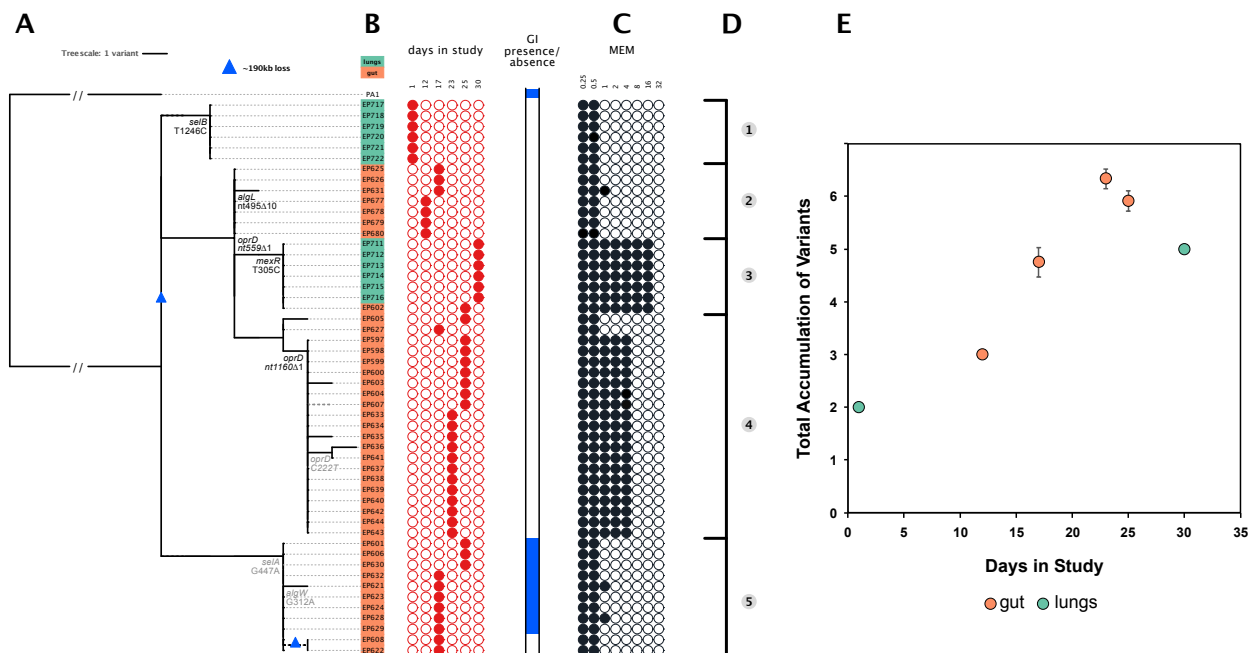 A
B
C
D
E
Tree scale: 1 variant
~190kb loss
lungs
gut
days in study
1 12 17 23 25 30
GI
presence/
absence
MEM
0.25 0.5 1 2 4 8 16 32
PA1
EP717
EP718
EP719
EP720
EP721
EP722
EP625
EP626
EP631
EP677
EP678
EP679
EP680
EP711
EP712
EP713
EP714
EP715
EP716
EP602
EP605
EP627
EP597
EP598
EP599
EP600
EP603
EP604
EP607
EP633
EP634
EP635
EP636
EP641
EP637
EP638
EP639
EP640
EP642
EP644
EP643
EP601
EP606
EP630
EP632
EP621
EP623
EP624
EP628
EP629
EP608
EP622
selB
T1246C
algL
nt495Δ10
oprD
nt559Δ1
mexR
T305C
oprD
nt1160Δ1
oprD
C222T
selA
G447A
algW
G312A
1
2
3
4
5
Total Accumulation of Variants
6
5
4
3
2
1
0
0 5 10 15 20 25 30 35
Days in Study
gut lungs